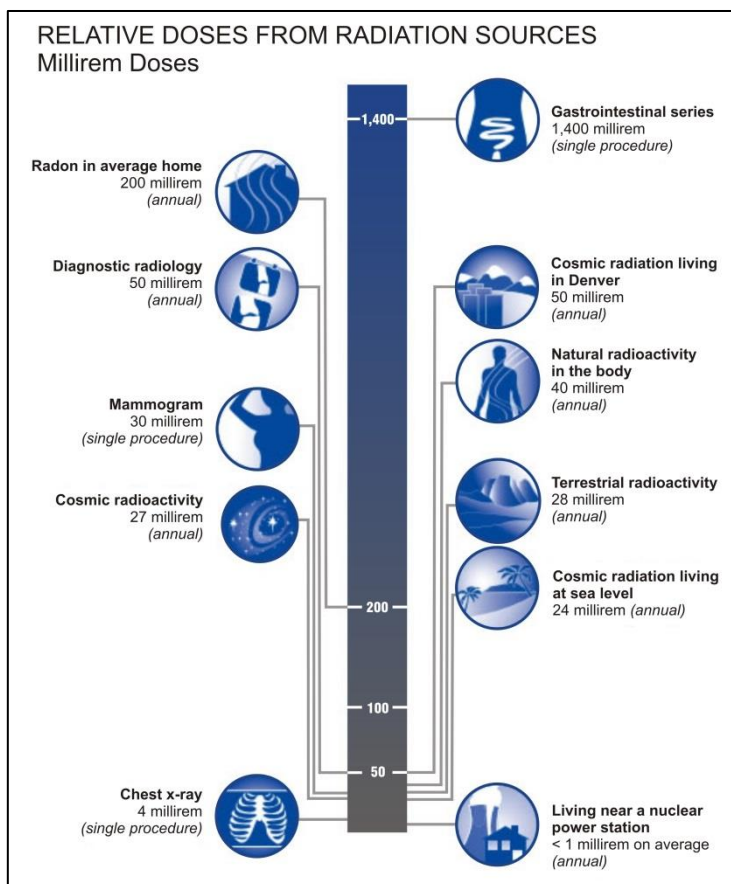 RELATIVE DOSES FROM RADIATION SOURCES
Millirem Doses
1,400
Gastrointestinal series
1,400 millirem
(single procedure)
Radon in average home
200 millirem
(annual)
Diagnostic radiology
50 millirem
(annual)
Cosmic radiation living
in Denver
50 millirem
(annual)
Natural radioactivity
in the body
40 millirem
(annual)
Mammogram
30 millirem
(single procedure)
Terrestrial radioactivity
28 millirem
(annual)
Cosmic radioactivity
27 millirem
(annual)
Cosmic radiation living
at sea level
24 millirem (annual)
200
100
50
Chest x-ray
4 millirem
(single procedure)
Living near a nuclear
power station
< 1 millirem on average
(annual)